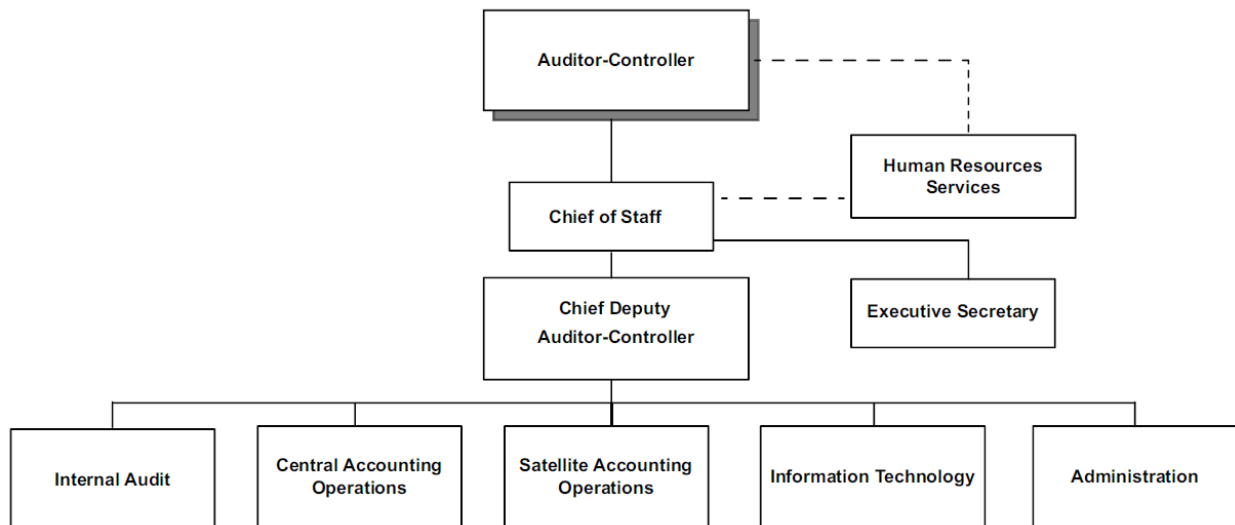 Auditor-Controller
Human Resources
Services
Chief of Staff
Executive Secretary
Chief Deputy
Auditor-Controller
Internal Audit
Central Accounting
Operations
Satellite Accounting
Operations
Information Technology
Administration